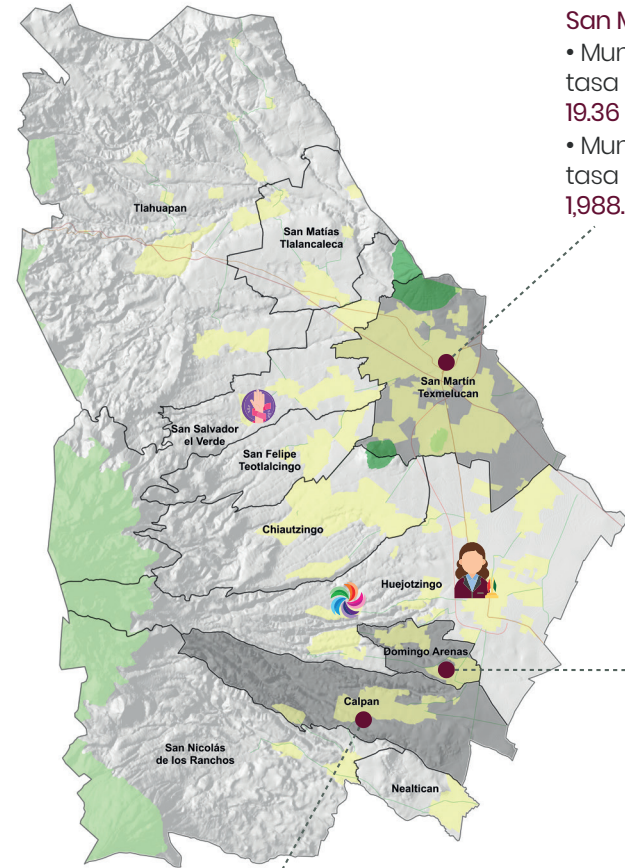 San M
• Mun
tasa
19.36
• Mun
tasa
1,988.
Tlahuapan
San Matías
Tlalancaleca
San Martín
Texmelucan
San Salvador
el Verde
San Felipe
Teotlalcingo
Chiautzingo
Huejotzingo
Domingo Arenas
Calpan
San Nicolás
de los Ranchos
Nealtican